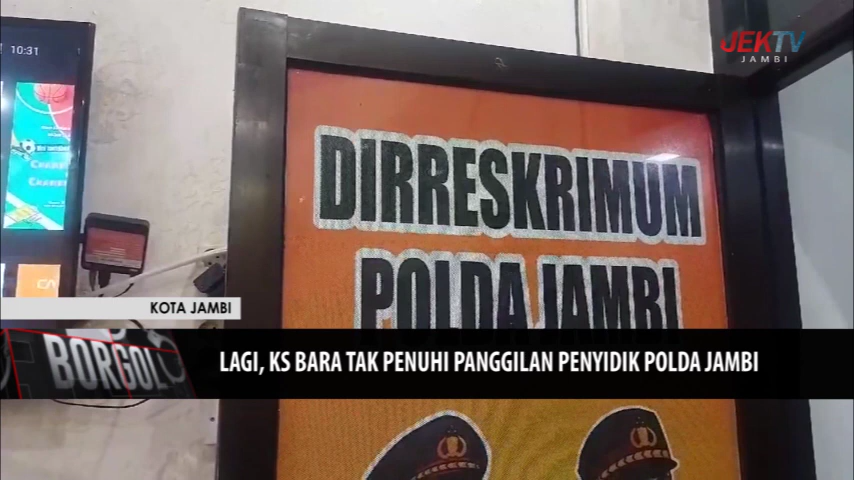 10:31
JEKTV
JAMBI
DIRRESKRIMUM
POLDA JAMBI
KOTA JAMBI
BORGOL
LAGI, KS BARA TAK PENUHI PANGGILAN PENYIDIK POLDA JAMBI